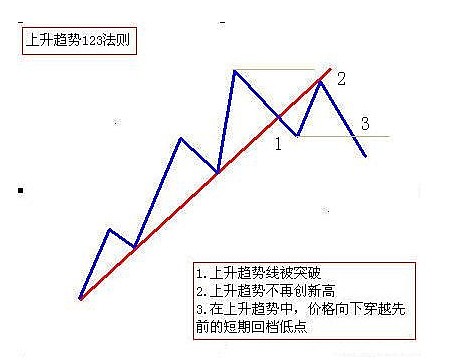 上升趋势123法则
2
3
1
1.上升趋势线被突破
2.上升趋势不再创新高
3.在上升趋势中，价格向下穿越先
前的短期回档低点